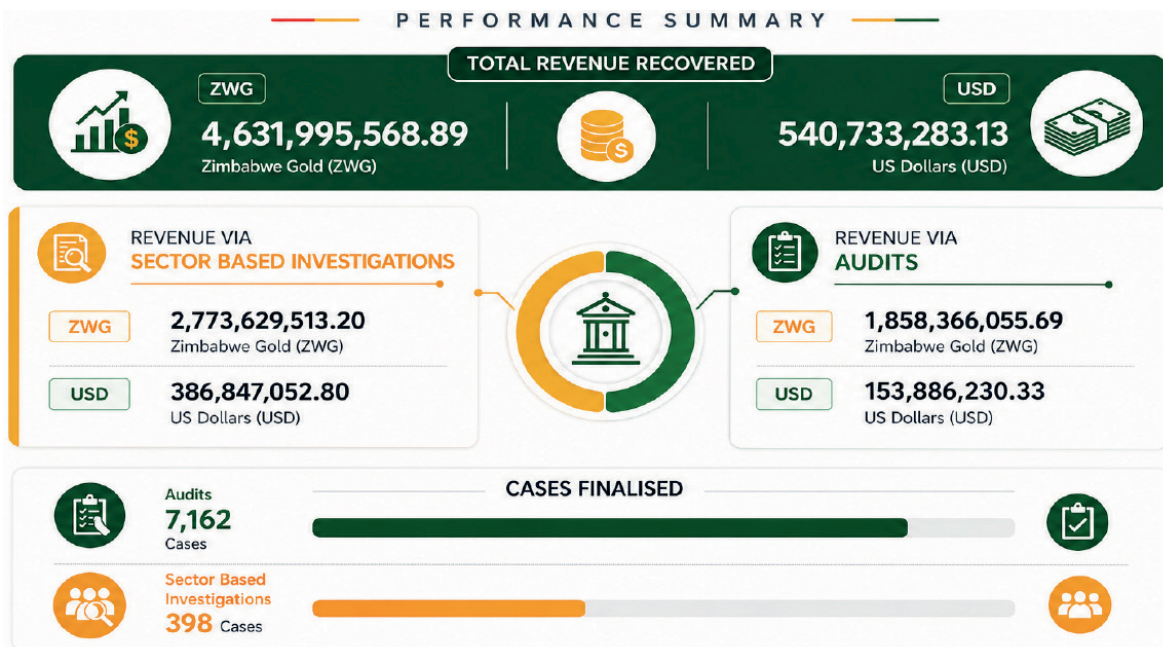 PERFORMANCE SUMMARY
TOTAL REVENUE RECOVERED
ZWG
4,631,995,568.89
Zimbabwe Gold (ZWG)
$
$
USD
540,733,283.13
US Dollars (USD)
REVENUE VIA
SECTOR BASED INVESTIGATIONS
ZWG
2,773,629,513.20
Zimbabwe Gold (ZWG)
USD
386,847,052.80
US Dollars (USD)
REVENUE VIA
AUDITS
ZWG
1,858,366,055.69
Zimbabwe Gold (ZWG)
USD
153,886,230.33
US Dollars (USD)
CASES FINALISED
Audits
7,162
Cases
Sector Based
Investigations
398 Cases